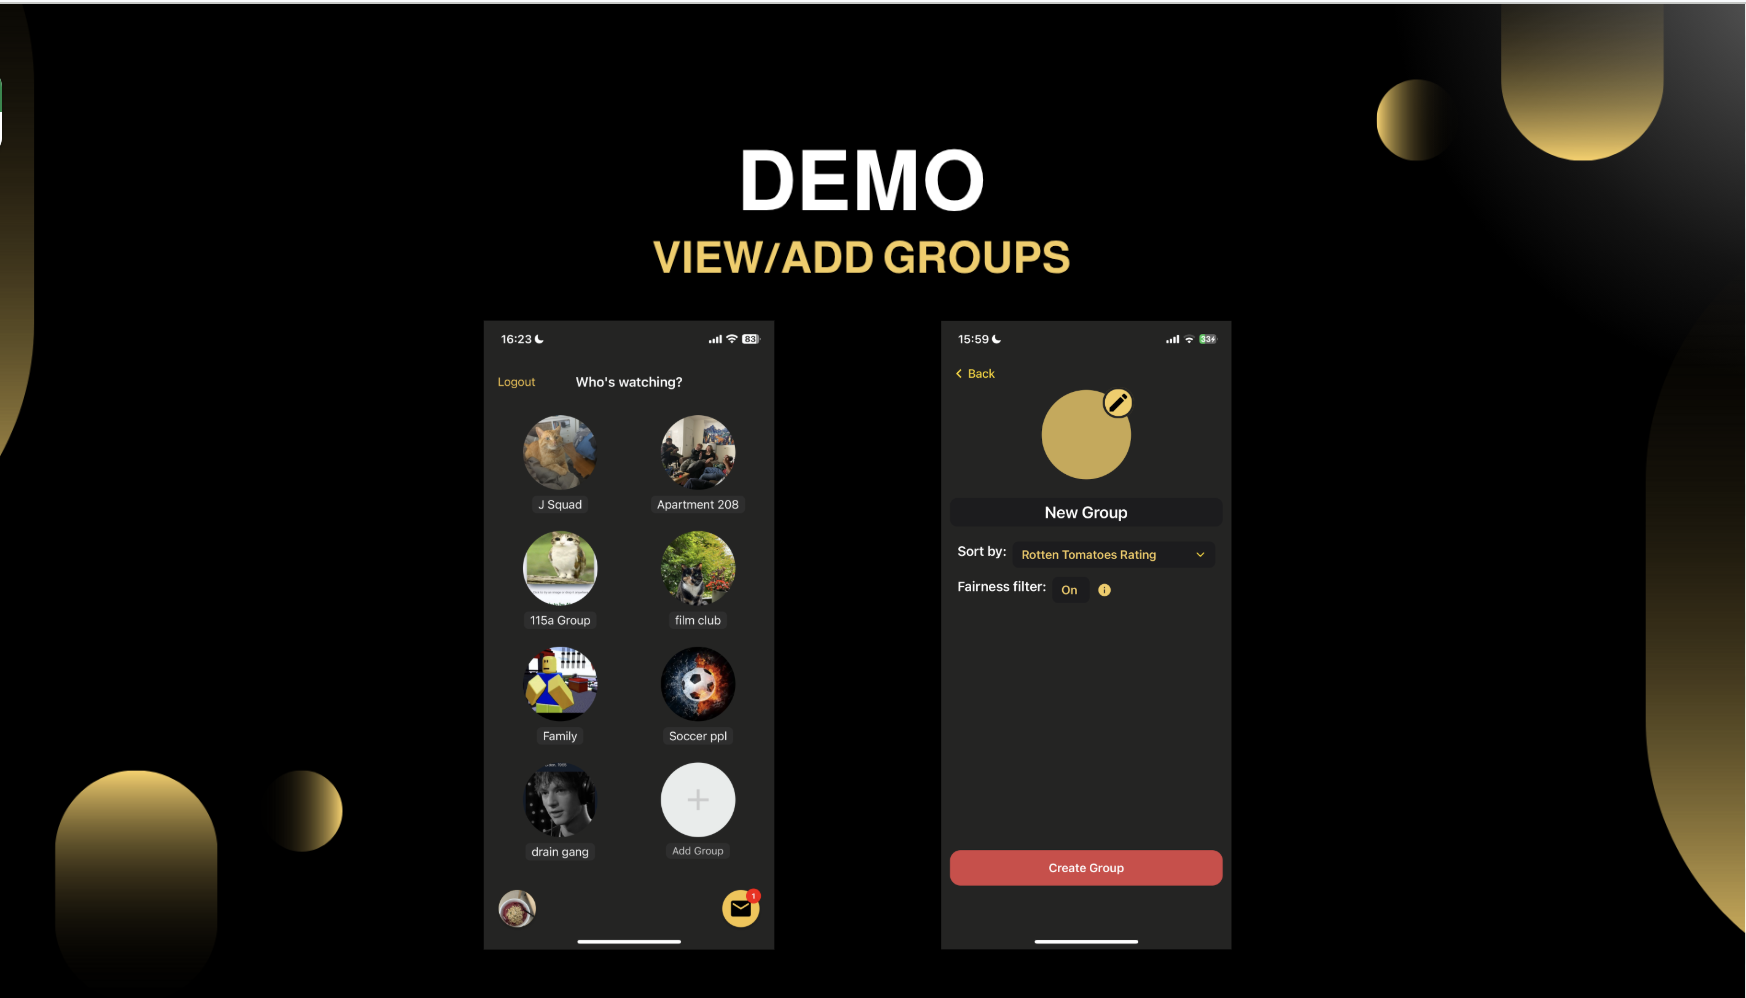 DEMO
VIEW/ADD GROUPS
16:23
83
Logout
Who's watching?
J Squad
Apartment 208
115a Group
film club
Family
Soccer ppl
drain gang
Add Group
1
15:59
33
Back
New Group
Sort by:
Rotten Tomatoes Rating
Fairness filter:
On
Create Group